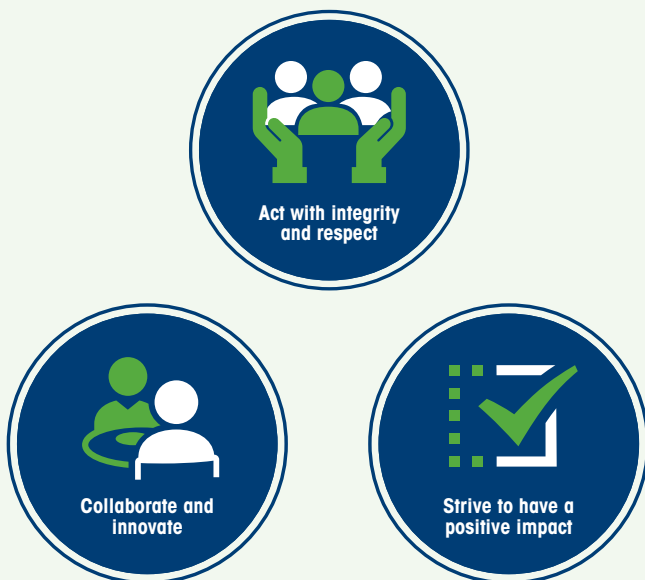 Act with integrity
and respect
Collaborate and
innovate
Strive to have a
positive impact